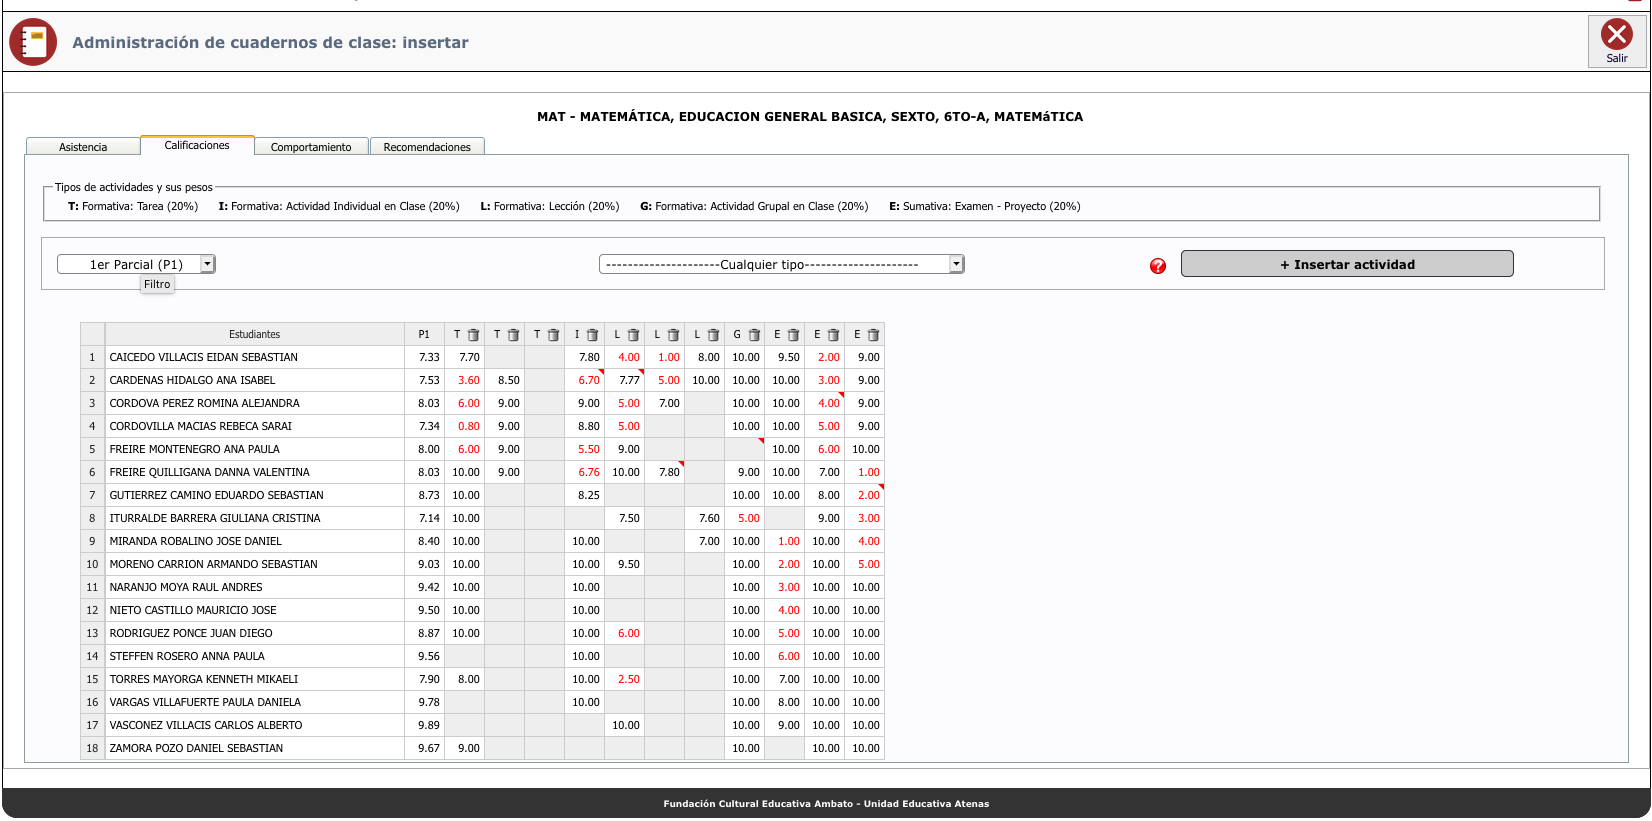 Administración de cuadernos de clase: insertar
Salir
MAT - MATEMÁTICA, EDUCACION GENERAL BASICA, SEXTO, 6TO-A, MATEMáTICA
Asistencia Calificaciones Comportamiento Recomendaciones
Tipos de actividades y sus pesos
T: Formativa: Tarea (20%) I: Formativa: Actividad Individual en Clase (20%) L: Formativa: Lección (20%) G: Formativa: Actividad Grupal en Clase (20%) E: Sumativa: Examen - Proyecto (20%)
1er Parcial (P1) ---------------------Cualquier tipo--------------------- ? + Insertar actividad
Filtro
Estudiantes P1 T T T I L L L G E E E
1 CAICEDO VILLACIS EIDAN SEBASTIAN 7.33 7.70 7.80 4.00 1.00 8.00 10.00 9.50 2.00 9.00
2 CARDENAS HIDALGO ANA ISABEL 7.53 3.60 8.50 6.70 7.77 5.00 10.00 10.00 10.00 3.00 9.00
3 CORDOVA PEREZ ROMINA ALEJANDRA 8.03 6.00 9.00 9.00 5.00 7.00 10.00 10.00 4.00 9.00
4 CORDOVILLA MACIAS REBECA SARAI 7.34 0.80 9.00 8.80 5.00 10.00 10.00 5.00 9.00
5 FREIRE MONTENEGRO ANA PAULA 8.00 6.00 9.00 5.50 9.00 10.00 6.00 10.00
6 FREIRE QUILLIGANA DANNA VALENTINA 8.03 10.00 9.00 6.76 10.00 7.80 9.00 10.00 7.00 1.00
7 GUTIERREZ CAMINO EDUARDO SEBASTIAN 8.73 10.00 8.25 10.00 10.00 8.00 2.00
8 ITURRALDE BARRERA GIULIANA CRISTINA 7.14 10.00 7.50 7.60 5.00 9.00 3.00
9 MIRANDA ROBALINO JOSE DANIEL 8.40 10.00 10.00 7.00 10.00 1.00 10.00 4.00
10 MORENO CARRION ARMANDO SEBASTIAN 9.03 10.00 10.00 9.50 10.00 2.00 10.00 5.00
11 NARANJO MOYA RAUL ANDRES 9.42 10.00 10.00 10.00 3.00 10.00 10.00
12 NIETO CASTILLO MAURICIO JOSE 9.50 10.00 10.00 10.00 4.00 10.00 10.00
13 RODRIGUEZ PONCE JUAN DIEGO 8.87 10.00 10.00 6.00 10.00 5.00 10.00 10.00
14 STEFFEN ROSERO ANNA PAULA 9.56 10.00 10.00 6.00 10.00 10.00
15 TORRES MAYORGA KENNETH MIKAELI 7.90 8.00 10.00 2.50 10.00 7.00 10.00 10.00
16 VARGAS VILLAFUERTE PAULA DANIELA 9.78 10.00 10.00 8.00 10.00 10.00
17 VASCONEZ VILLACIS CARLOS ALBERTO 9.89 10.00 10.00 9.00 10.00 10.00
18 ZAMORA POZO DANIEL SEBASTIAN 9.67 9.00 10.00 10.00 10.00
Fundación Cultural Educativa Ambato - Unidad Educativa Atenas